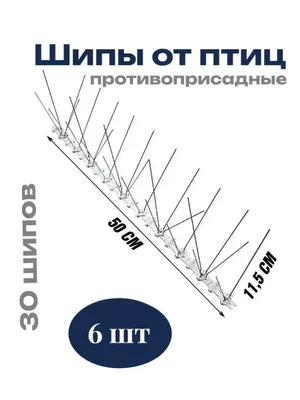 Шипы от птиц
противоприсадные
30 шипов
50 СМ
11,5 СМ
6 шт